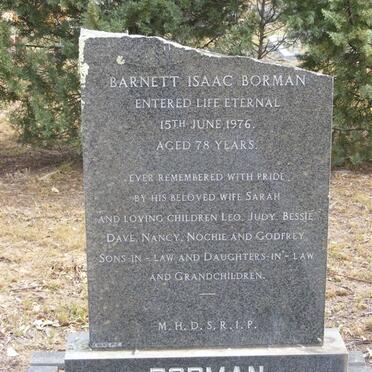 BARNETT ISAAC BORMAN
ENTERED LIFE ETERNAL
15TH JUNE 1976.
AGED 78 YEARS.
EVER REMEMBERED WITH PRIDE,
BY HIS BELOVED WIFE SARAH
AND LOVING CHILDREN LEO, JUDY, BESSIE
DAVE, NANCY, NOCHIE AND GODFREY
SONS-IN-LAW AND DAUGHTERS-IN-LAW
AND GRANDCHILDREN.
M.H.D.S.R.I.P.
BORMAN